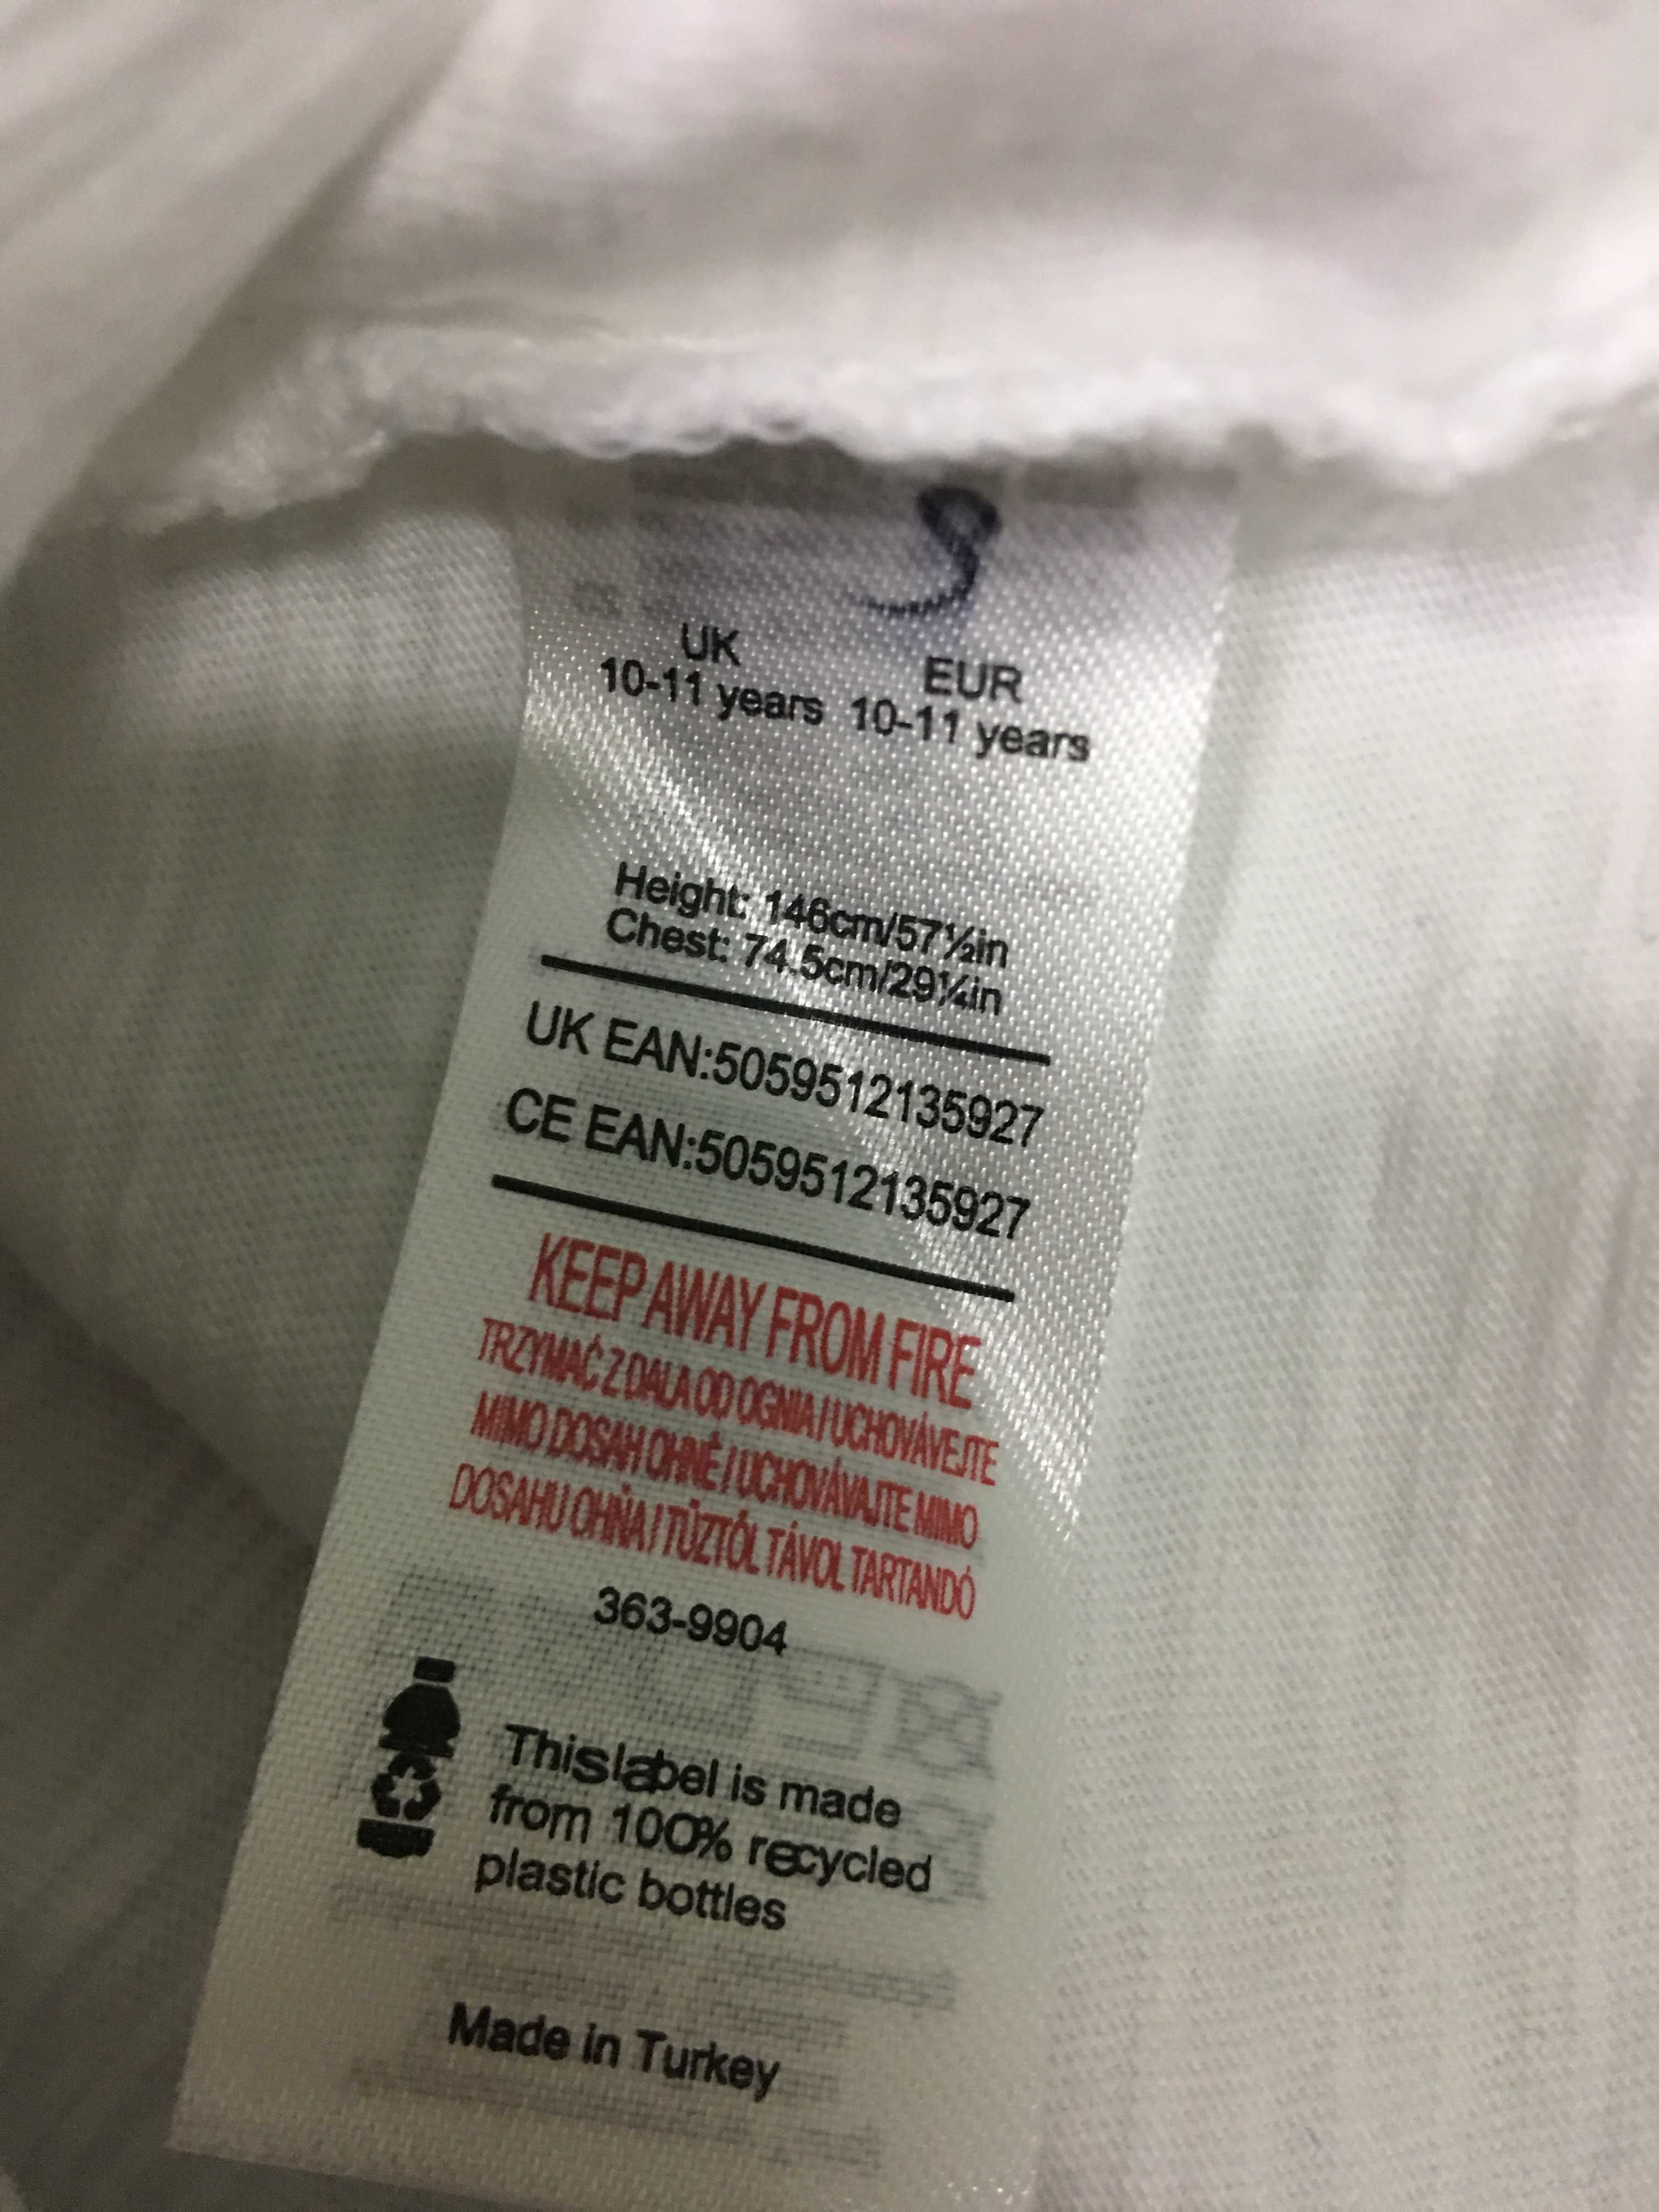 UK EUR
10-11 years 10-11 years
Height: 146cm/57½in
Chest: 74.5cm/29¼in
UK EAN:5059512135927
CE EAN:5059512135927
KEEP AWAY FROM FIRE
TRZYMAĆ Z DALA OD OGNIA / UCHOVÁVEJTE
MIMO DOSAH OHNĚ / UCHOVÁVAJTE MIMO
DOSAHU OHŇA / TŰZTŐL TÁVOL TARTANDÓ
363-9904
This label is made
from 100% recycled
plastic bottles
Made in Turkey